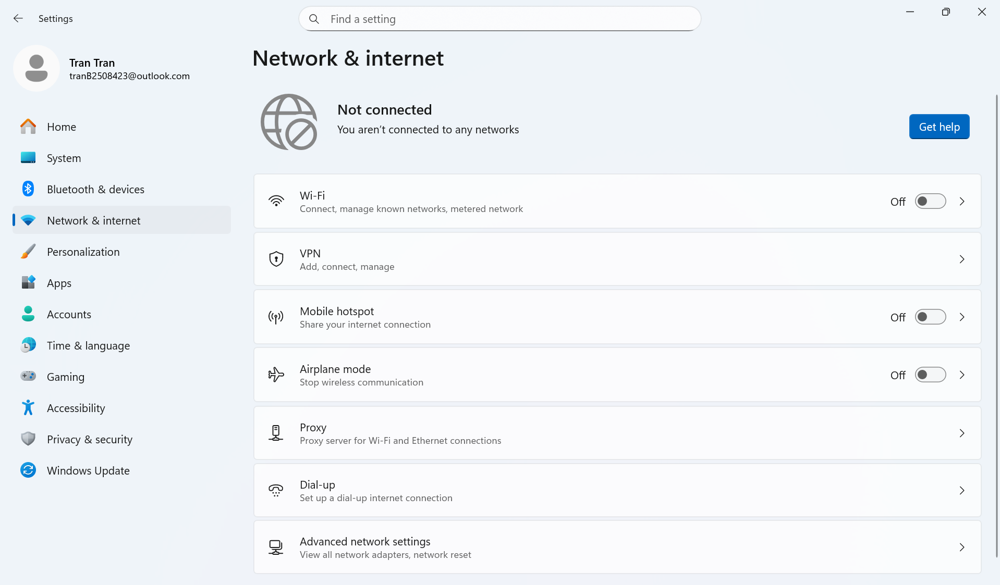 Settings
Find a setting
Tran Tran
tranB2508423@outlook.com
Home
System
Bluetooth & devices
Network & internet
Personalization
Apps
Accounts
Time & language
Gaming
Accessibility
Privacy & security
Windows Update
Network & internet
Not connected
You aren’t connected to any networks
Get help
Wi-Fi
Connect, manage known networks, metered network
Off
VPN
Add, connect, manage
Mobile hotspot
Share your internet connection
Off
Airplane mode
Stop wireless communication
Off
Proxy
Proxy server for Wi-Fi and Ethernet connections
Dial-up
Set up a dial-up internet connection
Advanced network settings
View all network adapters, network reset